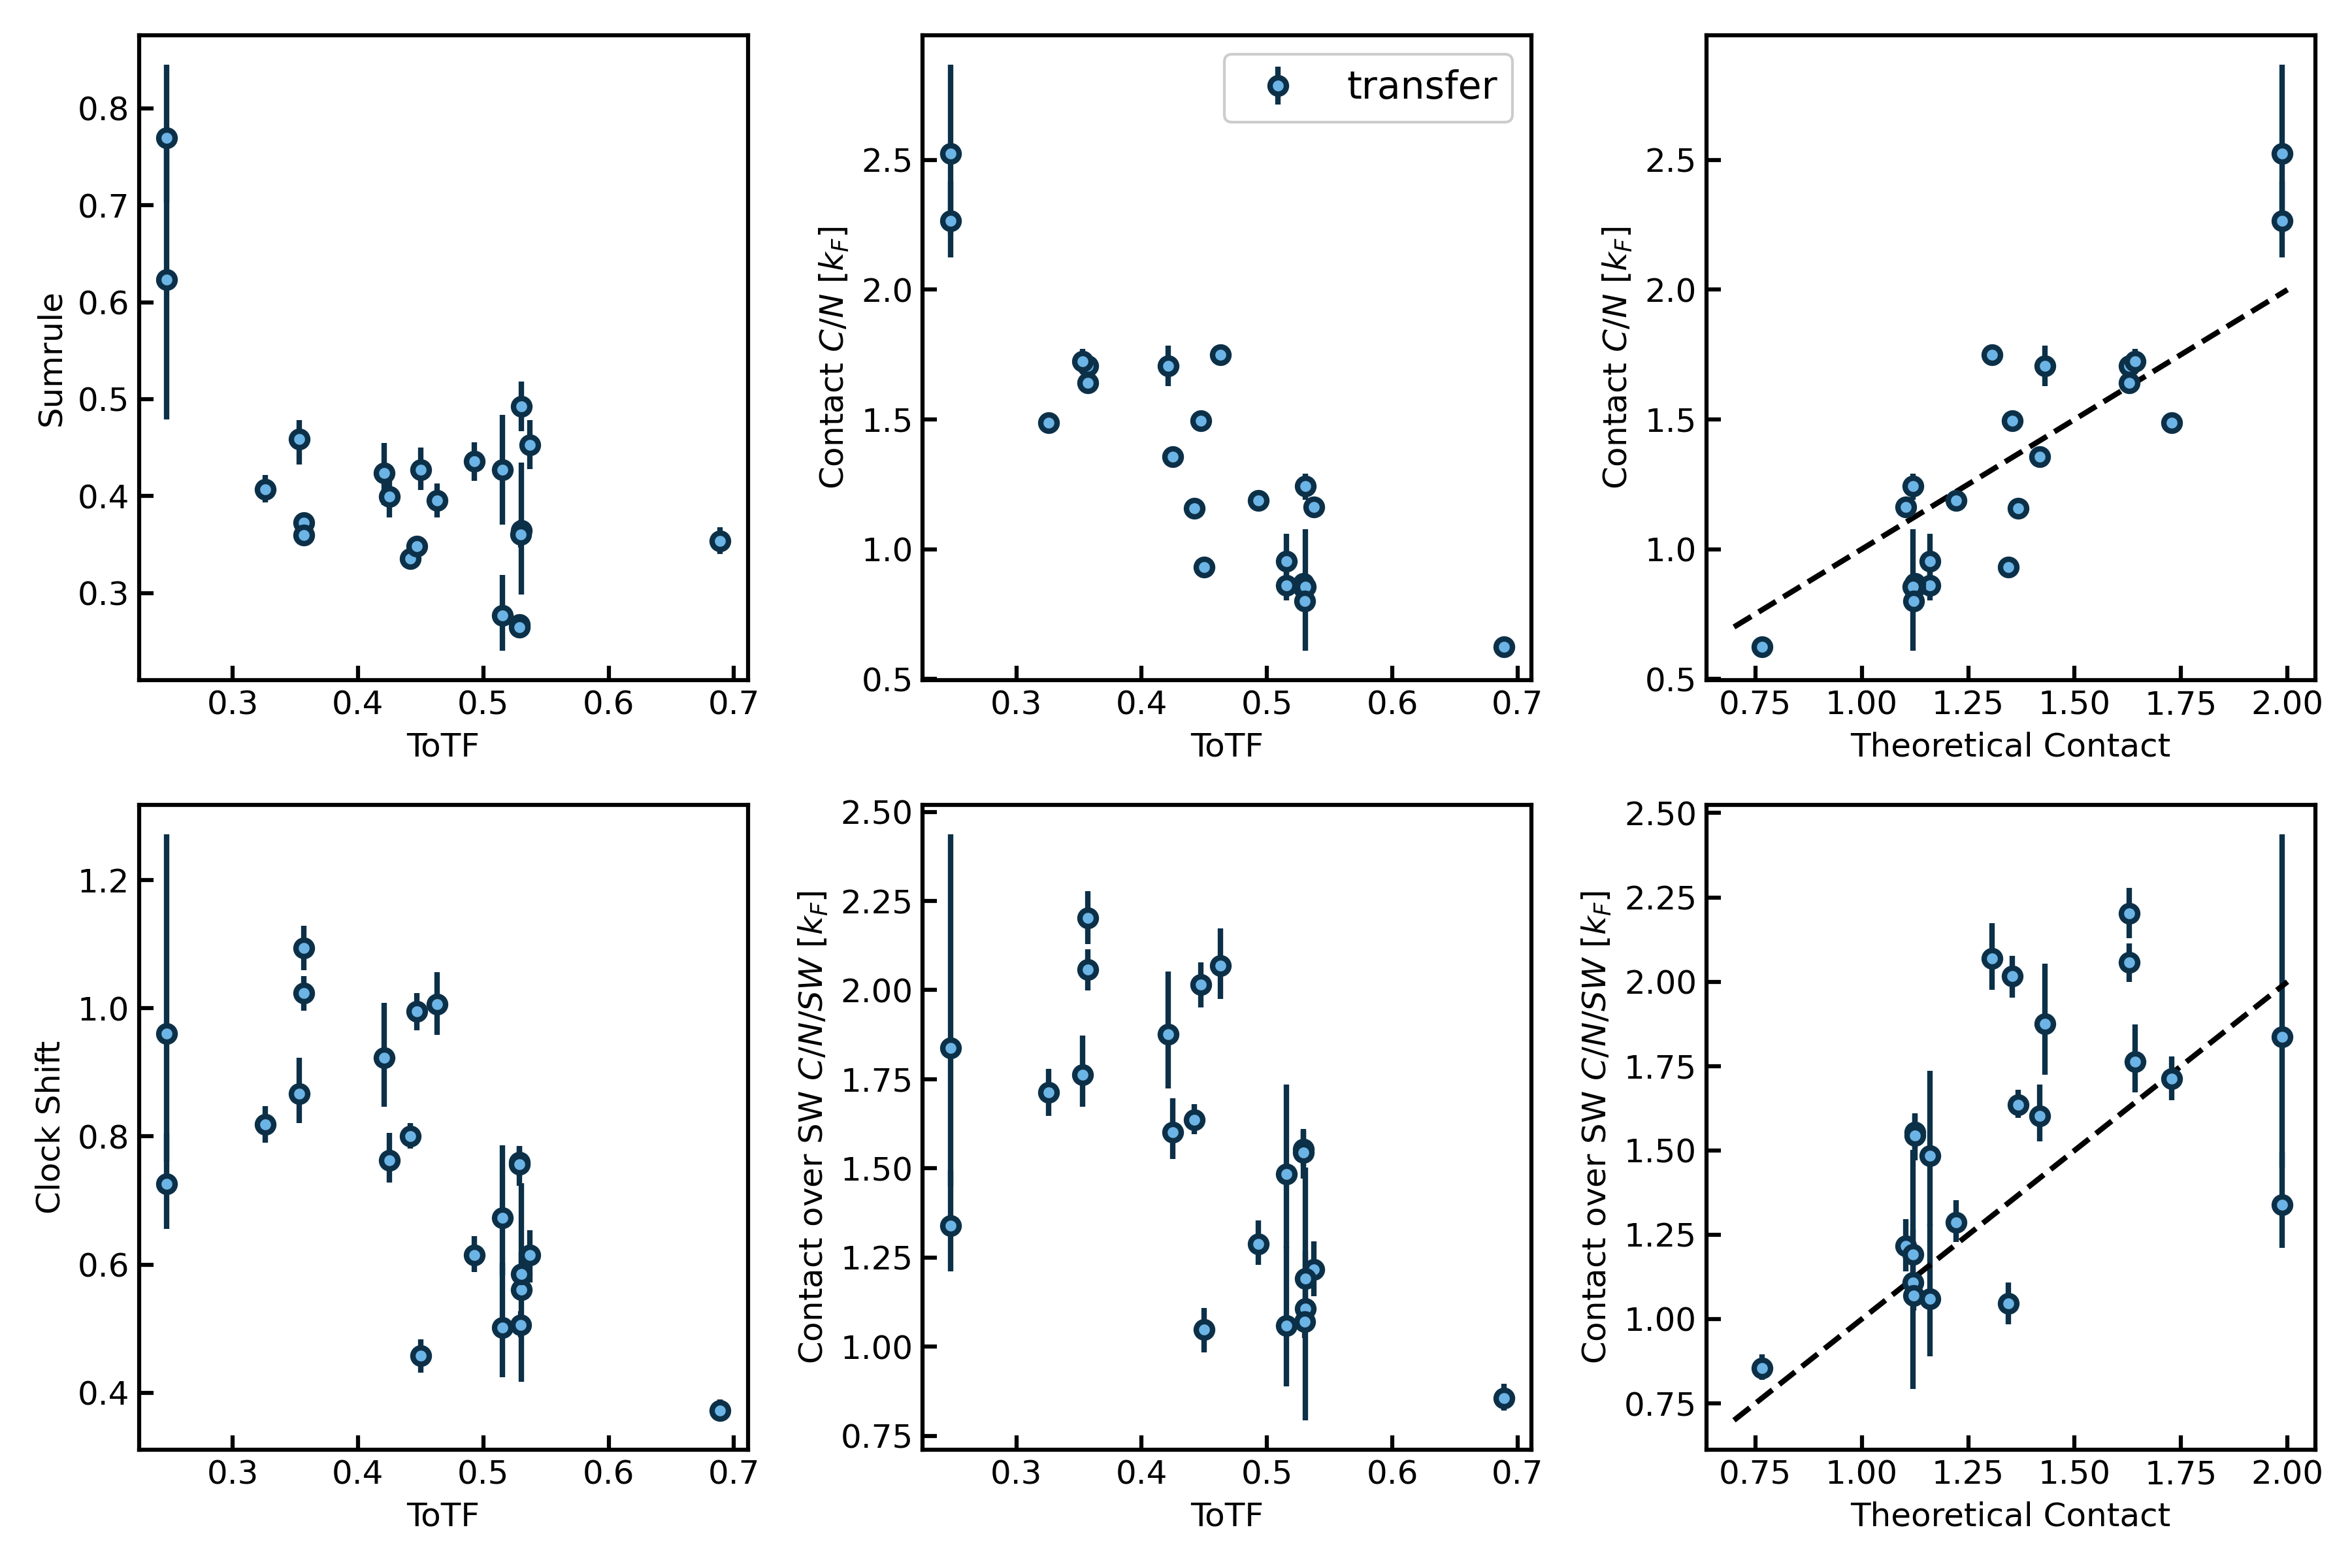 Sumrule
0.8
0.7
0.6
0.5
0.4
0.3
0.3 0.4 0.5 0.6 0.7
ToTF
transfer
Contact C/N [k_F]
2.5
2.0
1.5
1.0
0.5
0.3 0.4 0.5 0.6 0.7
ToTF
Contact C/N [k_F]
2.5
2.0
1.5
1.0
0.5
0.75 1.00 1.25 1.50 1.75 2.00
Theoretical Contact
Clock Shift
1.2
1.0
0.8
0.6
0.4
0.3 0.4 0.5 0.6 0.7
ToTF
Contact over SW C/N/SW [k_F]
2.50
2.25
2.00
1.75
1.50
1.25
1.00
0.75
0.3 0.4 0.5 0.6 0.7
ToTF
Contact over SW C/N/SW [k_F]
2.50
2.25
2.00
1.75
1.50
1.25
1.00
0.75
0.75 1.00 1.25 1.50 1.75 2.00
Theoretical Contact